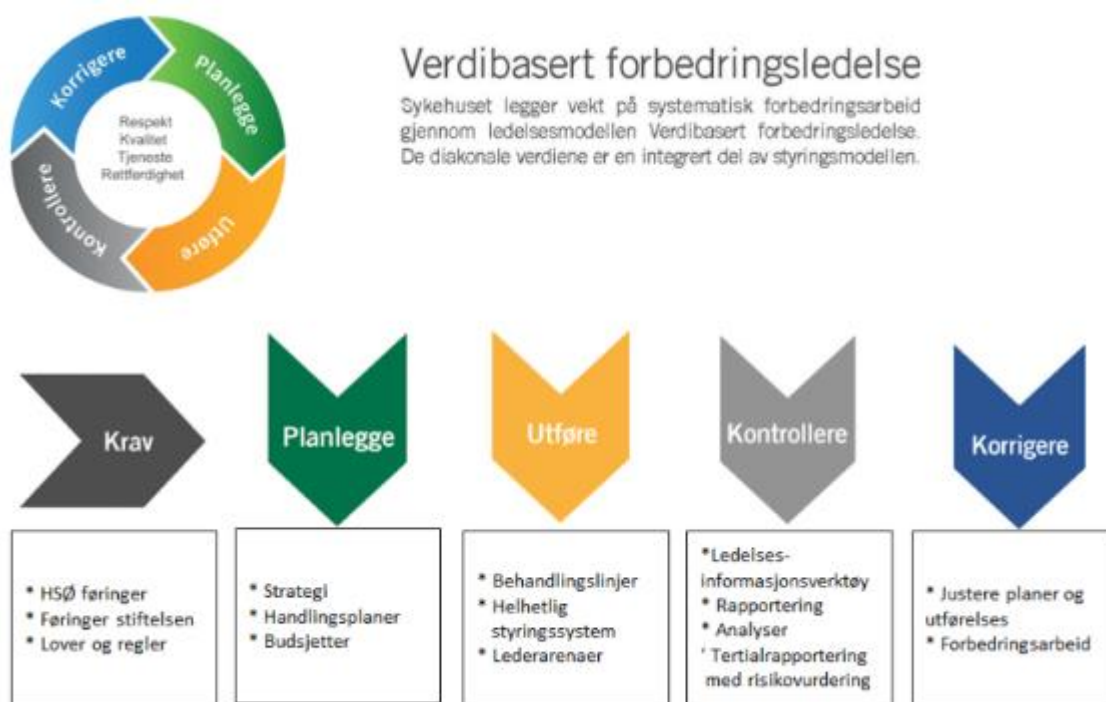 Korrigere
Planlegge
Utføre
Kontrollere
Respekt
Kvalitet
Tjeneste
Rettferdighet
Verdibasert forbedringsledelse
Sykehuset legger vekt på systematisk forbedringsarbeid
gjennom ledelsesmodellen Verdibasert forbedringsledelse.
De diakonale verdiene er en integrert del av styringsmodellen.
Krav
Planlegge
Utføre
Kontrollere
Korrigere
* HSØ føringer
* Føringer stiftelsen
* Lover og regler
* Strategi
* Handlingsplaner
* Budsjetter
* Behandlingslinjer
* Helhetlig
styringssystem
* Lederarenaer
*Ledelses-
informasjonsverktøy
* Rapportering
* Analyser
' Tertialrapportering
med risikovurdering
* Justere planer og
utførelses
* Forbedringsarbeid